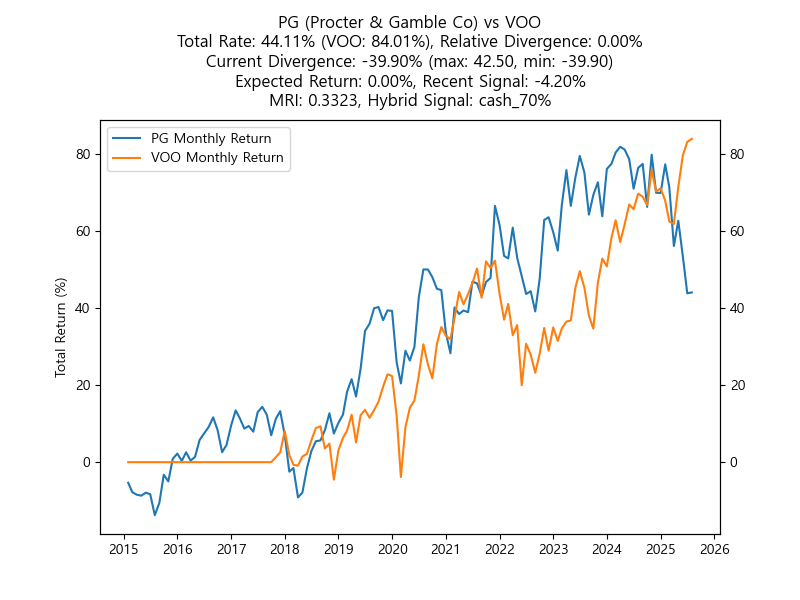 PG (Procter & Gamble Co) vs VOO
Total Rate: 44.11% (VOO: 84.01%), Relative Divergence: 0.00%
Current Divergence: -39.90% (max: 42.50, min: -39.90)
Expected Return: 0.00%, Recent Signal: -4.20%
MRI: 0.3323, Hybrid Signal: cash_70%
PG Monthly Return
VOO Monthly Return
Total Return (%)
80
60
40
20
0
80
60
40
20
0
2015 2016 2017 2018 2019 2020 2021 2022 2023 2024 2025 2026